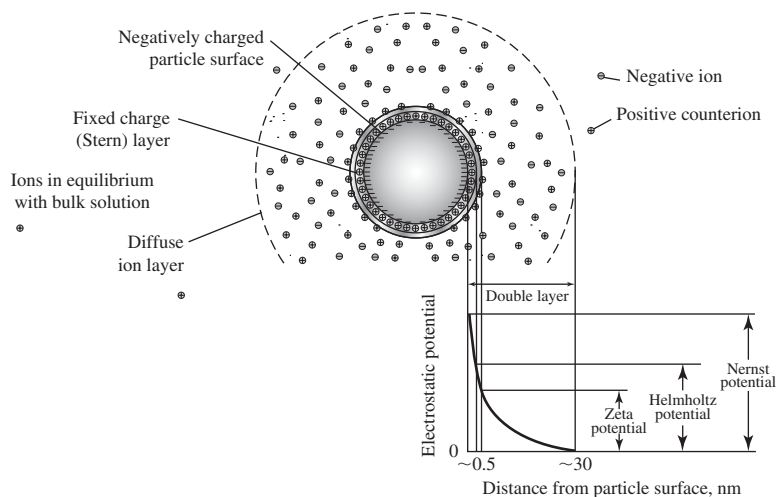 Negatively charged
particle surface
Fixed charge
(Stern) layer
Ions in equilibrium
with bulk solution
Diffuse
ion layer
Negative ion
Positive counterion
Double layer
Electrostatic potential
Nernst
potential
Helmholtz
potential
Zeta
potential
0
~0.5
~30
Distance from particle surface, nm